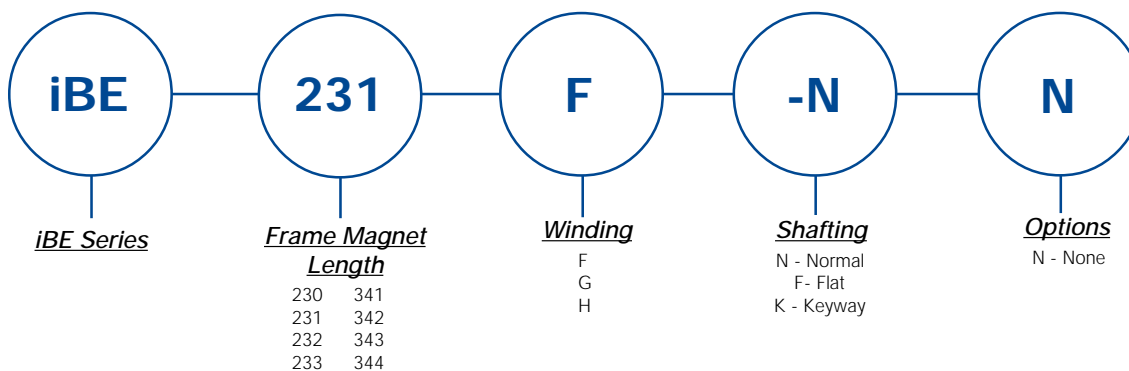 iBE 231 F -N N
iBE Series
Frame Magnet
Length
230 341
231 342
232 343
233 344
Winding
F
G
H
Shafting
N - Normal
F- Flat
K - Keyway
Options
N - None